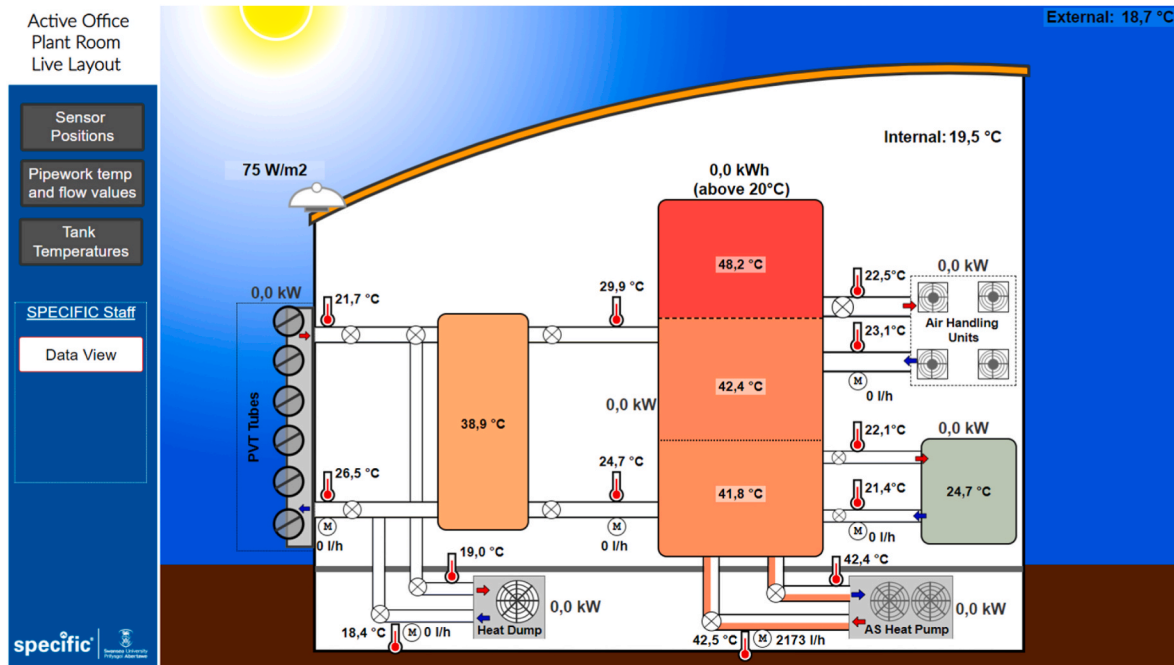 Active Office
Plant Room
Live Layout
Sensor
Positions
Pipework temp
and flow values
Tank
Temperatures
SPECIFIC Staff
Data View
specific
Swansea University
Prifysgol Abertawe
External: 18,7 °C
Internal: 19,5 °C
75 W/m2
0,0 kWh
(above 20°C)
48,2 °C
42,4 °C
41,8 °C
0,0 kW
21,7 °C
29,9 °C
PVT Tubes
38,9 °C
0,0 kW
26,5 °C
24,7 °C
M
0 l/h
M
0 l/h
22,5°C
0,0 kW
23,1°C
Air Handling
Units
M
0 l/h
22,1°C
0,0 kW
21,4°C
24,7 °C
M
0 l/h
19,0 °C
0,0 kW
18,4 °C
M
0 l/h
Heat Dump
42,4 °C
0,0 kW
42,5 °C
M
2173 l/h
AS Heat Pump